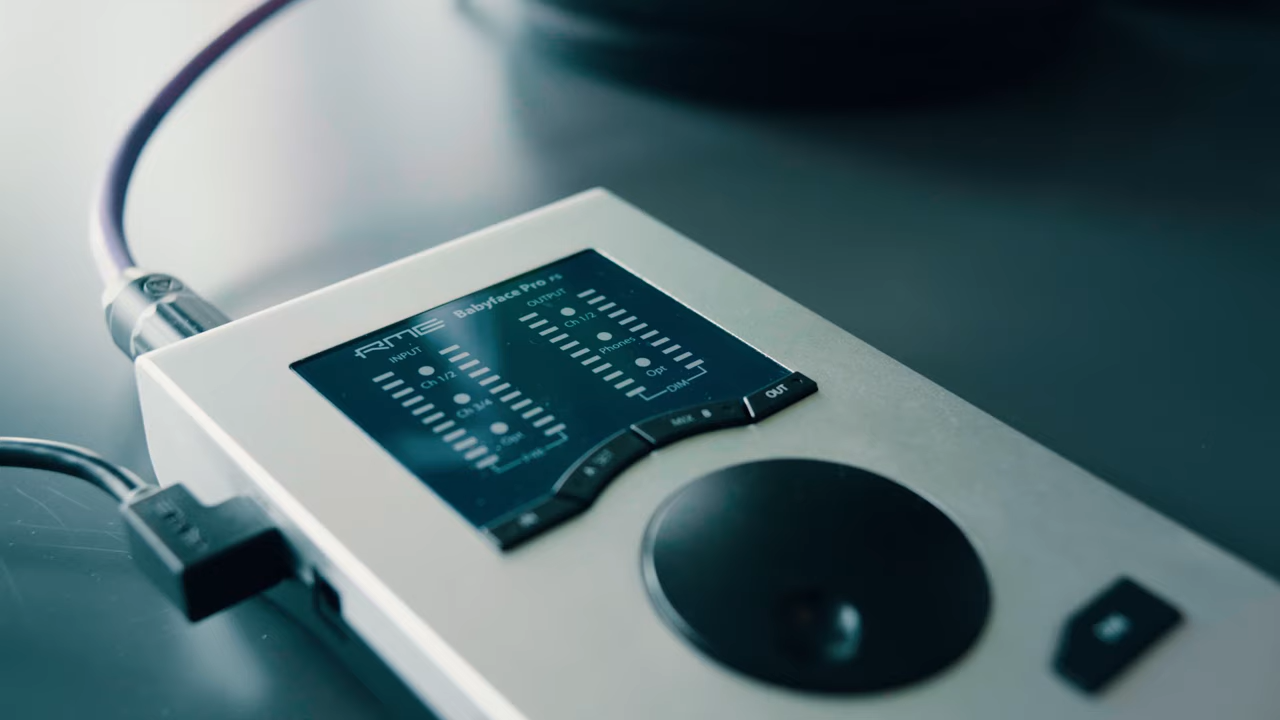 RME Babyface Pro FS
INPUT
Ch 1/2
Ch 3/4
Opt
OUTPUT
Ch 1/2
Phones
Opt
DIM
MIX B
OUT